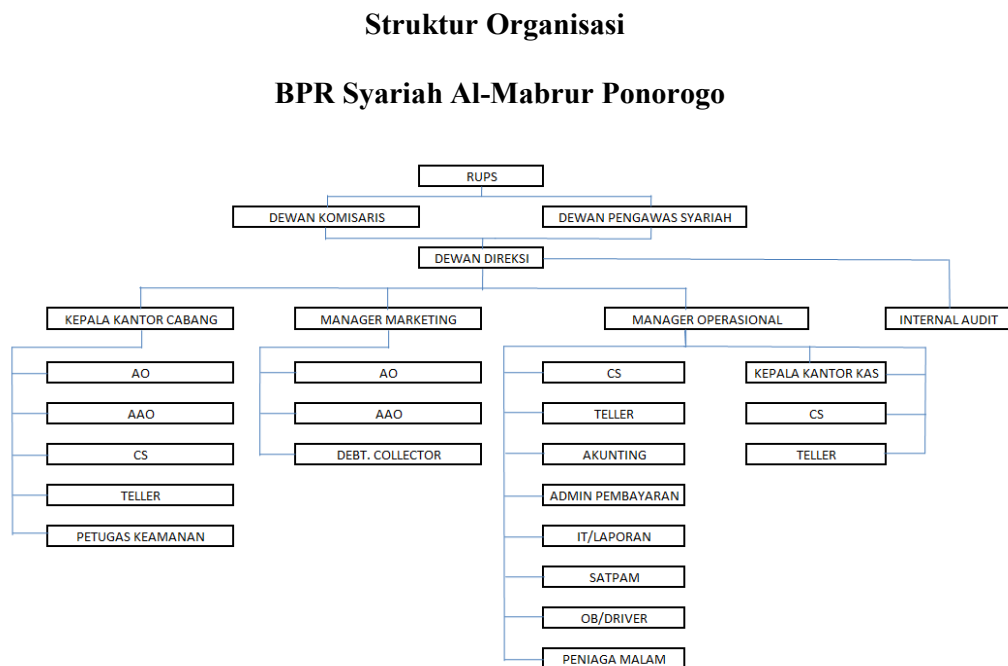 Struktur Organisasi
BPR Syariah Al-Mabrur Ponorogo
RUPS
DEWAN KOMISARIS
DEWAN PENGAWAS SYARIAH
DEWAN DIREKSI
KEPALA KANTOR CABANG
MANAGER MARKETING
MANAGER OPERASIONAL
INTERNAL AUDIT
AO
AAO
CS
TELLER
PETUGAS KEAMANAN
AO
AAO
DEBT. COLLECTOR
CS
TELLER
AKUNTING
ADMIN PEMBAYARAN
IT/LAPORAN
SATPAM
OB/DRIVER
PENJAGA MALAM
KEPALA KANTOR KAS
CS
TELLER